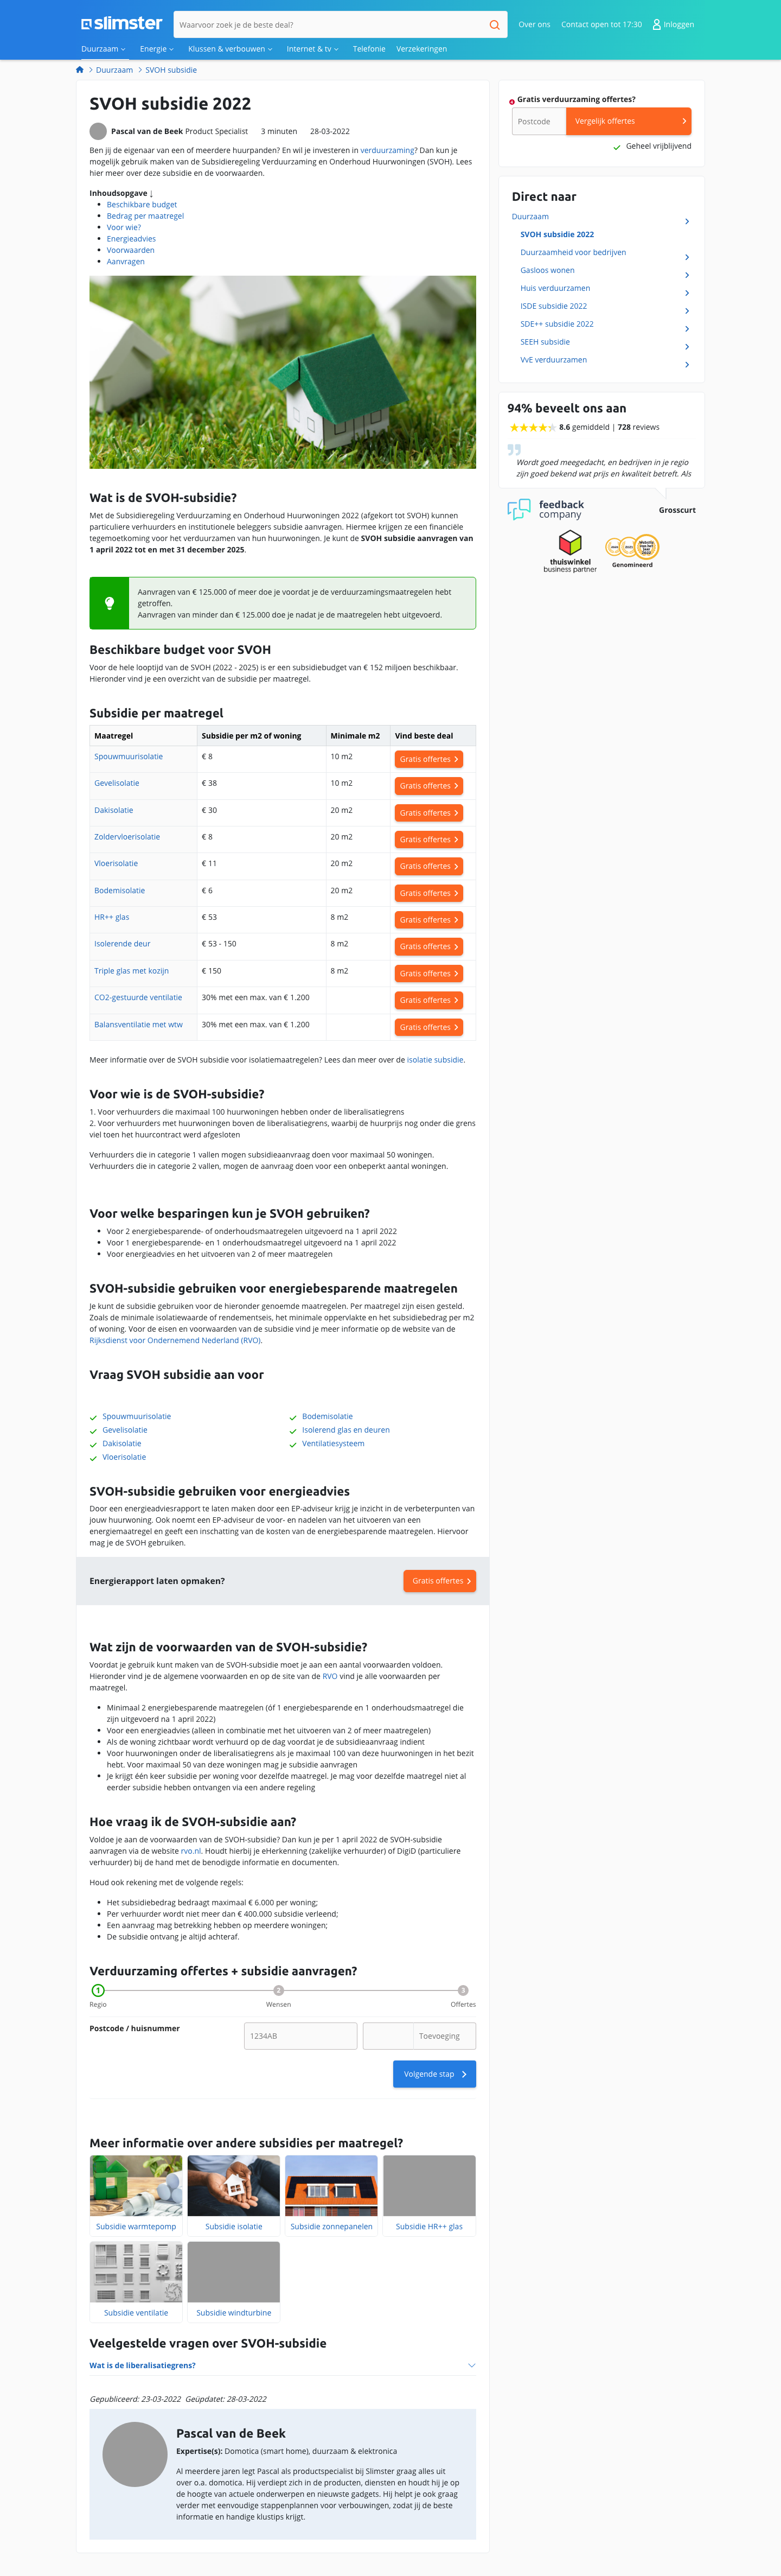 slimster
Waarvoor zoek je de beste deal?
Over ons
Contact open tot 17:30
Inloggen
Duurzaam
Energie
Klussen & verbouwen
Internet & tv
Telefonie
Verzekeringen
Duurzaam
SVOH subsidie
SVOH subsidie 2022
Pascal van de Beek Product Specialist 3 minuten 28-03-2022
Ben jij de eigenaar van een of meerdere huurpanden? En wil je investeren in verduurzaming? Dan kun je
mogelijk gebruik maken van de Subsidieregeling Verduurzaming en Onderhoud Huurwoningen (SVOH). Lees
hier meer over deze subsidie en de voorwaarden.
Inhoudsopgave ↓
Beschikbare budget
Bedrag per maatregel
Voor wie?
Energieadvies
Voorwaarden
Aanvragen
Wat is de SVOH-subsidie?
Met de Subsidieregeling Verduurzaming en Onderhoud Huurwoningen 2022 (afgekort tot SVOH) kunnen
particuliere verhuurders en institutionele beleggers subsidie aanvragen. Hiermee krijgen ze een financiële
tegemoetkoming voor het verduurzamen van hun huurwoningen. Je kunt de SVOH subsidie aanvragen van
1 april 2022 tot en met 31 december 2025.
Aanvragen van € 125.000 of meer doe je voordat je de verduurzamingsmaatregelen hebt
getroffen.
Aanvragen van minder dan € 125.000 doe je nadat je de maatregelen hebt uitgevoerd.
Beschikbare budget voor SVOH
Voor de hele looptijd van de SVOH (2022 - 2025) is er een subsidiebudget van € 152 miljoen beschikbaar.
Hieronder vind je een overzicht van de subsidie per maatregel.
Subsidie per maatregel
Maatregel Subsidie per m2 of woning Minimale m2 Vind beste deal
Spouwmuurisolatie € 8 10 m2 Gratis offertes
Gevelisolatie € 38 10 m2 Gratis offertes
Dakisolatie € 30 20 m2 Gratis offertes
Zoldervloerisolatie € 8 20 m2 Gratis offertes
Vloerisolatie € 11 20 m2 Gratis offertes
Bodemisolatie € 6 20 m2 Gratis offertes
HR++ glas € 53 8 m2 Gratis offertes
Isolerende deur € 53 - 150 8 m2 Gratis offertes
Triple glas met kozijn € 150 8 m2 Gratis offertes
CO2-gestuurde ventilatie 30% met een max. van € 1.200 Gratis offertes
Balansventilatie met wtw 30% met een max. van € 1.200 Gratis offertes
Meer informatie over de SVOH subsidie voor isolatiemaatregelen? Lees dan meer over de isolatie subsidie.
Voor wie is de SVOH-subsidie?
1. Voor verhuurders die maximaal 100 huurwoningen hebben onder de liberalisatiegrens
2. Voor verhuurders met huurwoningen boven de liberalisatiegrens, waarbij de huurprijs nog onder die grens
viel toen het huurcontract werd afgesloten
Verhuurders die in categorie 1 vallen mogen subsidieaanvraag doen voor maximaal 50 woningen.
Verhuurders die in categorie 2 vallen, mogen de aanvraag doen voor een onbeperkt aantal woningen.
Voor welke besparingen kun je SVOH gebruiken?
Voor 2 energiebesparende- of onderhoudsmaatregelen uitgevoerd na 1 april 2022
Voor 1 energiebesparende- en 1 onderhoudsmaatregel uitgevoerd na 1 april 2022
Voor energieadvies en het uitvoeren van 2 of meer maatregelen
SVOH-subsidie gebruiken voor energiebesparende maatregelen
Je kunt de subsidie gebruiken voor de hieronder genoemde maatregelen. Per maatregel zijn eisen gesteld.
Zoals de minimale isolatiewaarde of rendementseis, het minimale oppervlakte en het subsidiebedrag per m2
of woning. Voor de eisen en voorwaarden van de subsidie vind je meer informatie op de website van de
Rijksdienst voor Ondernemend Nederland (RVO).
Vraag SVOH subsidie aan voor
Spouwmuurisolatie
Gevelisolatie
Dakisolatie
Vloerisolatie
Bodemisolatie
Isolerend glas en deuren
Ventilatiesysteem
SVOH-subsidie gebruiken voor energieadvies
Door een energieadviesrapport te laten maken door een EP-adviseur krijg je inzicht in de verbeterpunten van
jouw huurwoning. Ook noemt een EP-adviseur de voor- en nadelen van het uitvoeren van een
energiemaatregel en geeft een inschatting van de kosten van de energiebesparende maatregelen. Hiervoor
mag je de SVOH gebruiken.
Energierapport laten opmaken?
Gratis offertes
Wat zijn de voorwaarden van de SVOH-subsidie?
Voordat je gebruik kunt maken van de SVOH-subsidie moet je aan een aantal voorwaarden voldoen.
Hieronder vind je de algemene voorwaarden en op de site van de RVO vind je alle voorwaarden per
maatregel.
Minimaal 2 energiebesparende maatregelen (óf 1 energiebesparende en 1 onderhoudsmaatregel die
zijn uitgevoerd na 1 april 2022)
Voor een energieadvies (alleen in combinatie met het uitvoeren van 2 of meer maatregelen)
Als de woning zichtbaar wordt verhuurd op de dag voordat je de subsidieaanvraag indient
Voor huurwoningen onder de liberalisatiegrens als je maximaal 100 van deze huurwoningen in het bezit
hebt. Voor maximaal 50 van deze woningen mag je subsidie aanvragen
Je krijgt één keer subsidie per woning voor dezelfde maatregel. Je mag voor dezelfde maatregel niet al
eerder subsidie hebben ontvangen via een andere regeling
Hoe vraag ik de SVOH-subsidie aan?
Voldoe je aan de voorwaarden van de SVOH-subsidie? Dan kun je per 1 april 2022 de SVOH-subsidie
aanvragen via de website rvo.nl. Houdt hierbij je eHerkenning (zakelijke verhuurder) of DigiD (particuliere
verhuurder) bij de hand met de benodigde informatie en documenten.
Houd ook rekening met de volgende regels:
Het subsidiebedrag bedraagt maximaal € 6.000 per woning;
Per verhuurder wordt niet meer dan € 400.000 subsidie verleend;
Een aanvraag mag betrekking hebben op meerdere woningen;
De subsidie ontvang je altijd achteraf.
Verduurzaming offertes + subsidie aanvragen?
1 2 3
Regio Wensen Offertes
Postcode / huisnummer
1234AB
Toevoeging
Volgende stap
Meer informatie over andere subsidies per maatregel?
Subsidie warmtepomp
Subsidie isolatie
Subsidie zonnepanelen
Subsidie HR++ glas
Subsidie ventilatie
Subsidie windturbine
Veelgestelde vragen over SVOH-subsidie
Wat is de liberalisatiegrens?
Gepubliceerd: 23-03-2022 Geüpdatet: 28-03-2022
Pascal van de Beek
Expertise(s): Domotica (smart home), duurzaam & elektronica
Al meerdere jaren legt Pascal als productspecialist bij Slimster graag alles uit
over o.a. domotica. Hij verdiept zich in de producten, diensten en houdt hij je op
de hoogte van actuele onderwerpen en nieuwste gadgets. Hij helpt je ook graag
verder met eenvoudige stappenplannen voor verbouwingen, zodat jij de beste
informatie en handige klustips krijgt.
Gratis verduurzaming offertes?
Postcode
Vergelijk offertes
Geheel vrijblijvend
Direct naar
Duurzaam
SVOH subsidie 2022
Duurzaamheid voor bedrijven
Gasloos wonen
Huis verduurzamen
ISDE subsidie 2022
SDE++ subsidie 2022
SEEH subsidie
VvE verduurzamen
94% beveelt ons aan
8.6 gemiddeld | 728 reviews
Wordt goed meegedacht, en bedrijven in je regio
zijn goed bekend wat prijs en kwaliteit betreft. Als
feedback
company
Grosscurt
thuiswinkel
business partner
Genomineerd